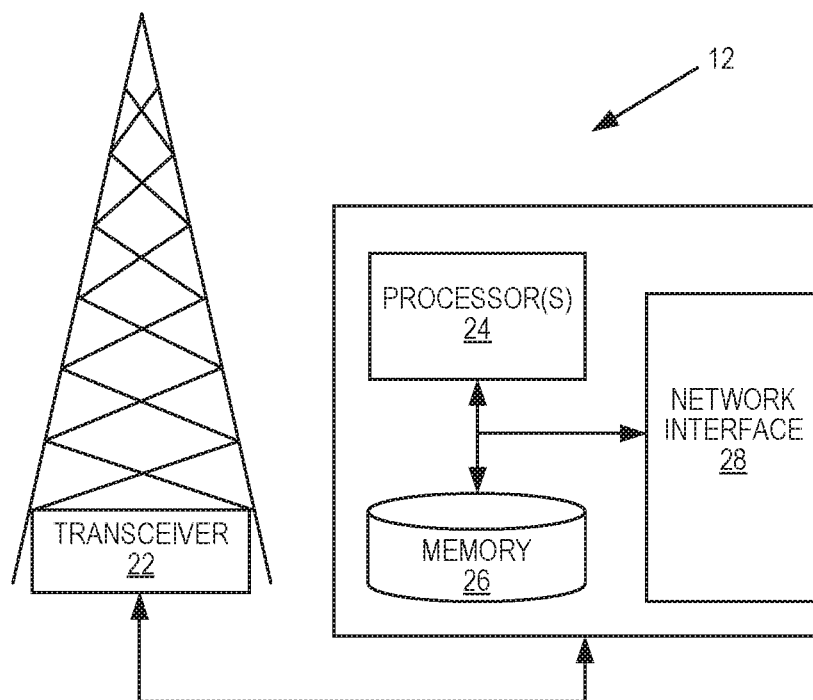 12
PROCESSOR(S)
24
NETWORK
INTERFACE
28
TRANSCEIVER
22
MEMORY
26